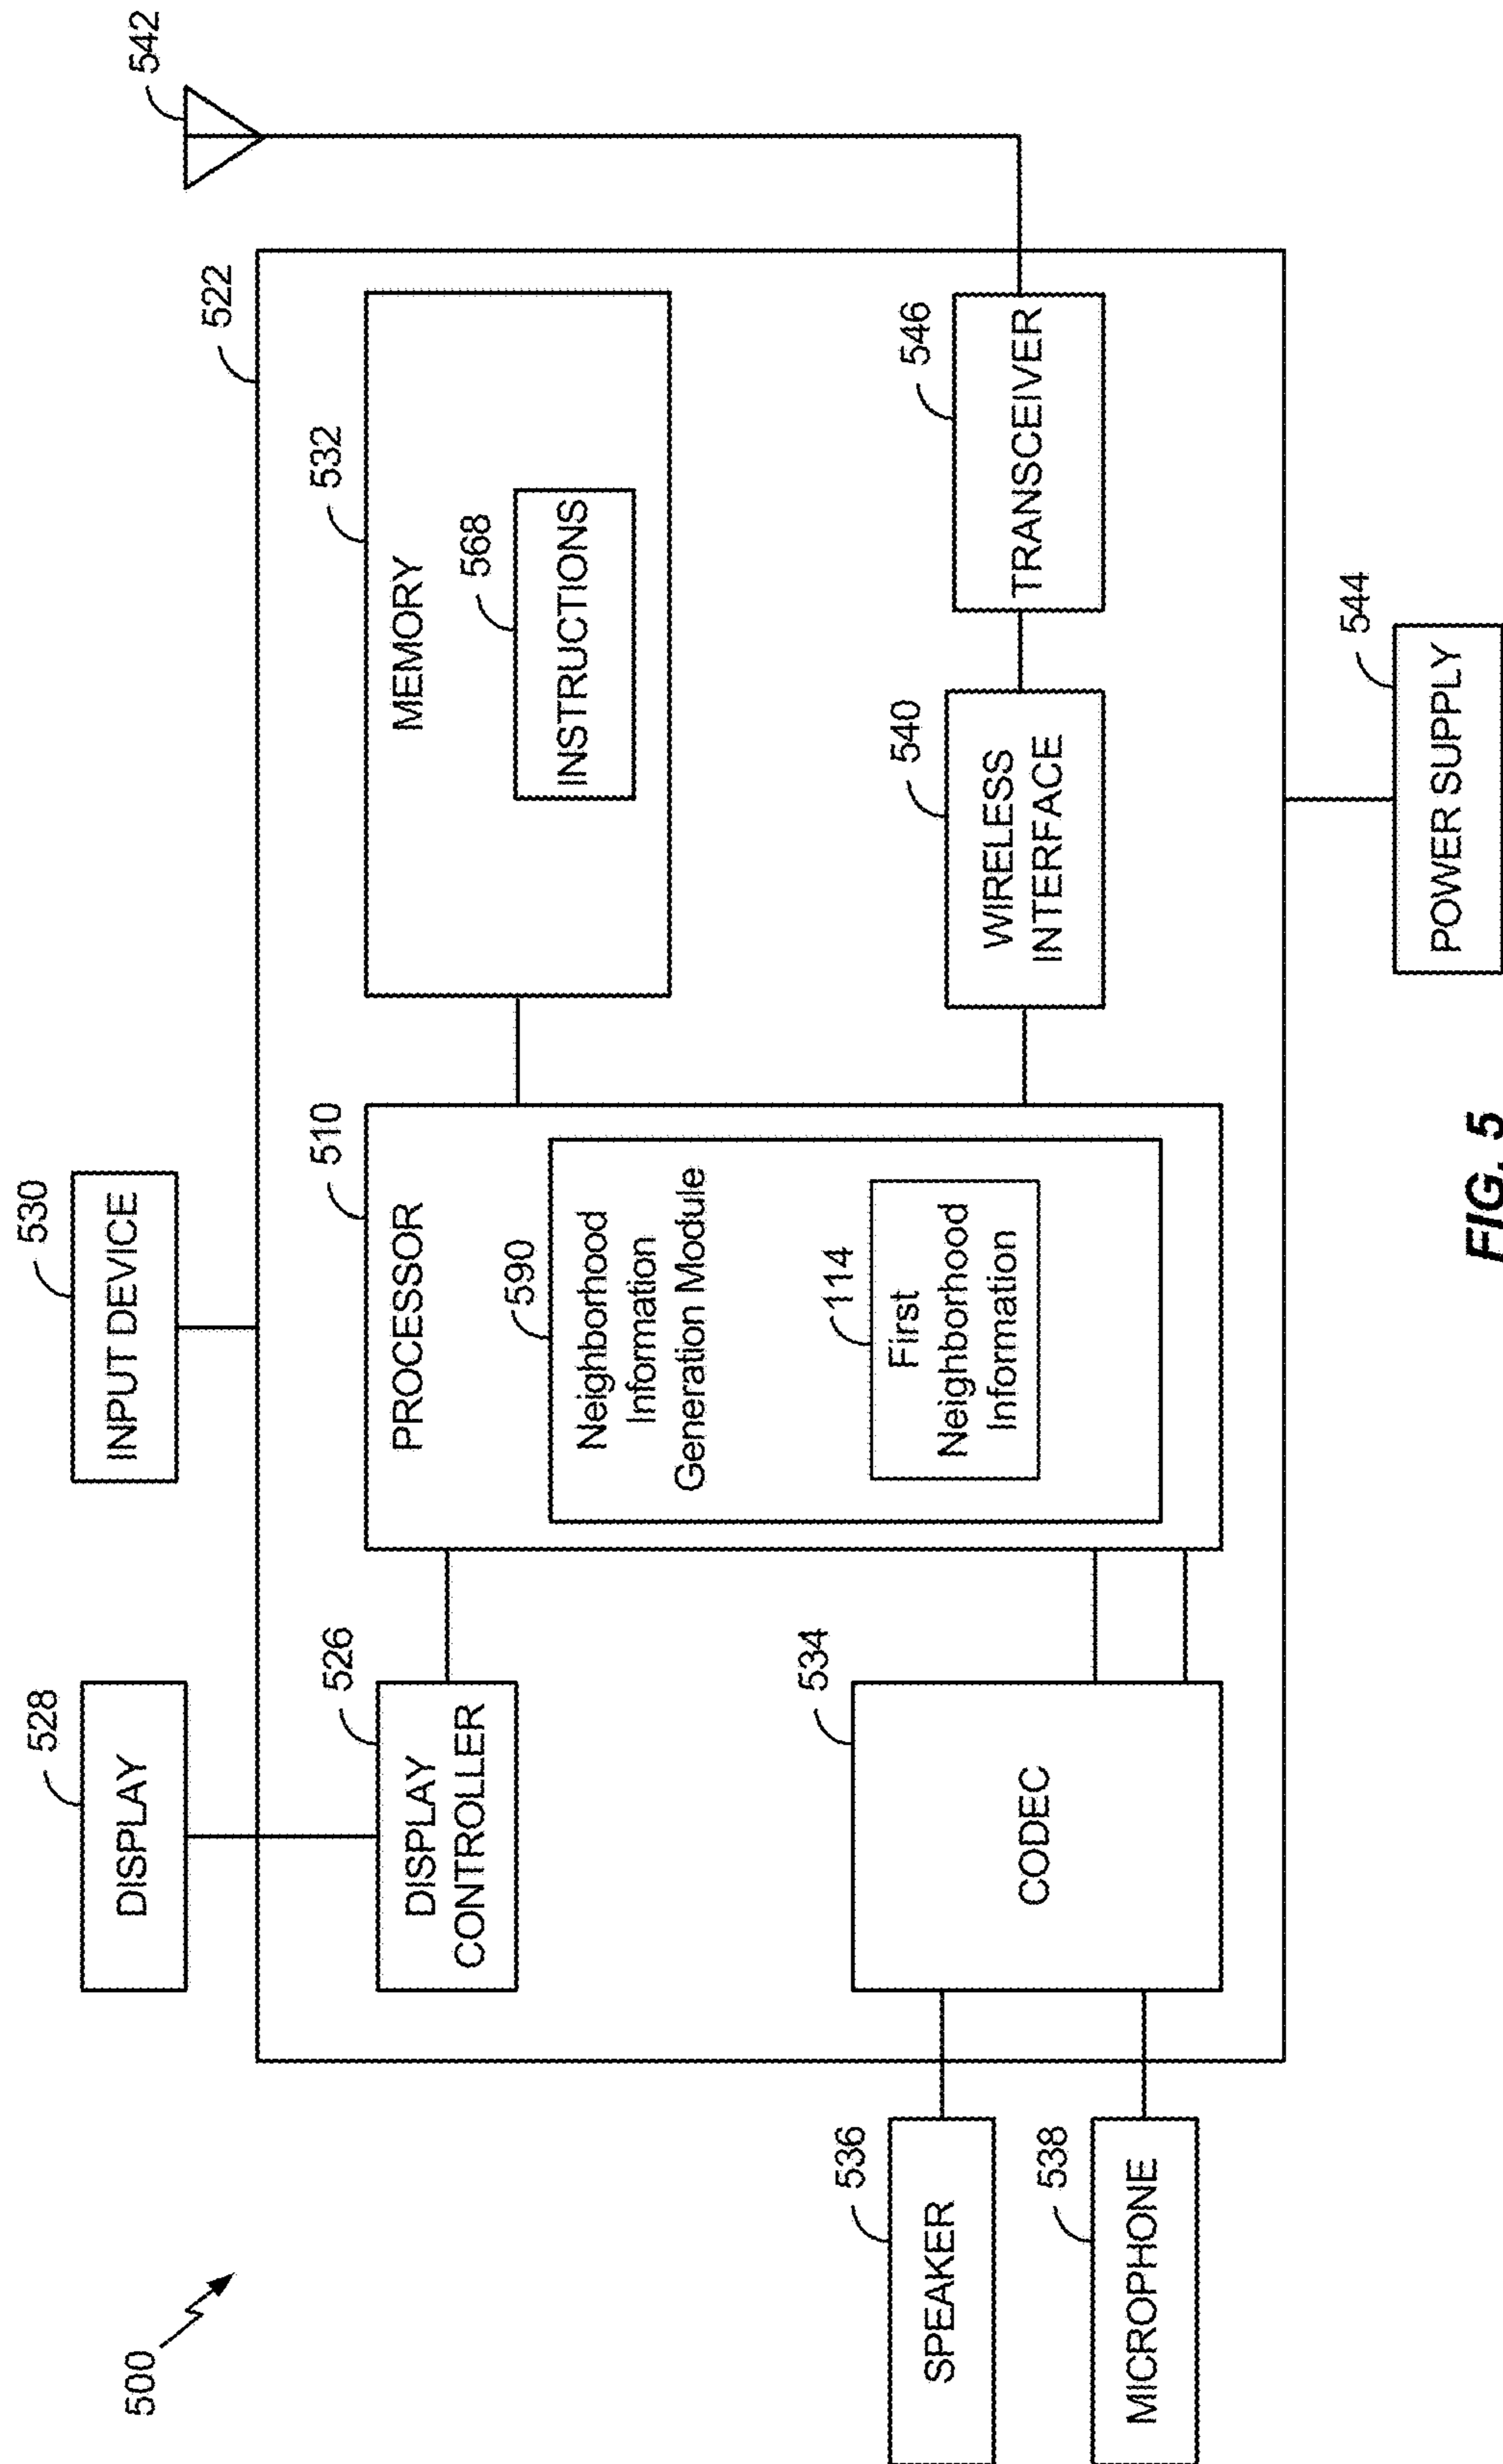 500
528
DISPLAY
530
INPUT DEVICE
542
522
526
DISPLAY
CONTROLLER
510
PROCESSOR
590
Neighborhood
Information
Generation Module
114
First
Neighborhood
Information
532
MEMORY
568
INSTRUCTIONS
534
CODEC
540
WIRELESS
INTERFACE
546
TRANSCEIVER
536
SPEAKER
538
MICROPHONE
544
POWER SUPPLY
FIG. 5